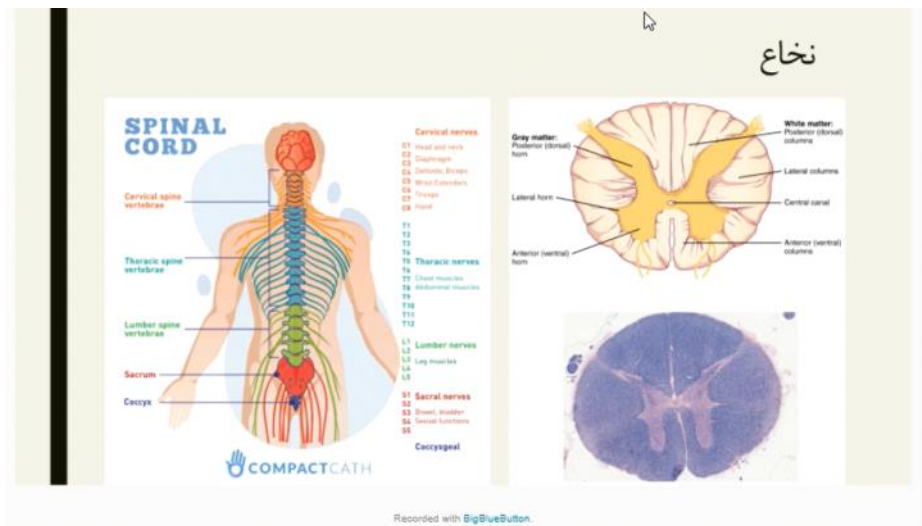 نخاع
SPINAL
CORD
Cervical spine
vertebrae
Thoracic spine
vertebrae
Lumber spine
vertebrae
Sacrum
Coccyx
Cervical nerves
C1 Head and neck
C2 Diaphragm
C3 Deltoids, Biceps
C4 Wrist Extenders
C5 Triceps
C6 Hand
C7
C8
T1
T2
T3
T4
T5 Thoracic nerves
T6
T7 Chest muscles
T8 Abdominal muscles
T9
T10
T11
T12
L1 Lumber nerves
L2
L3 Leg muscles
L4
L5
S1 Sacral nerves
S2
S3 Bowel, bladder
S4 Sexual functions
S5
Coccygeal
COMPACTCATH
Gray matter:
Posterior (dorsal)
horn
Lateral horn
Anterior (ventral)
horn
White matter:
Posterior (dorsal)
columns
Lateral columns
Central canal
Anterior (ventral)
columns
Recorded with BigBlueButton.